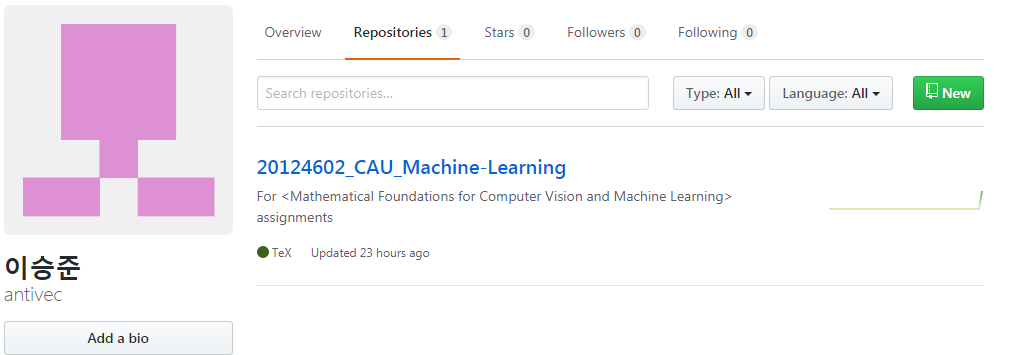 Overview Repositories 1 Stars 0 Followers 0 Following 0
Search repositories... Type: All Language: All New
20124602_CAU_Machine-Learning
For <Mathematical Foundations for Computer Vision and Machine Learning>
assignments
TeX Updated 23 hours ago
이승준
antivec
Add a bio